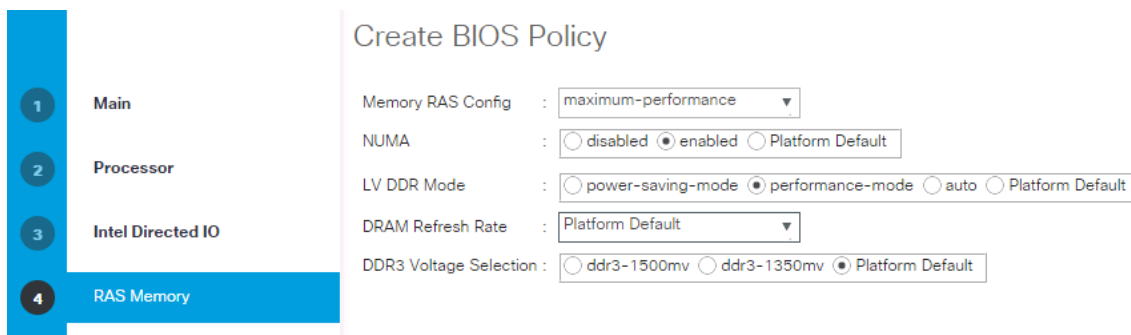 Create BIOS Policy
1 Main
2 Processor
3 Intel Directed IO
4 RAS Memory
Memory RAS Config : maximum-performance
NUMA : disabled enabled Platform Default
LV DDR Mode : power-saving-mode performance-mode auto Platform Default
DRAM Refresh Rate : Platform Default
DDR3 Voltage Selection : ddr3-1500mv ddr3-1350mv Platform Default